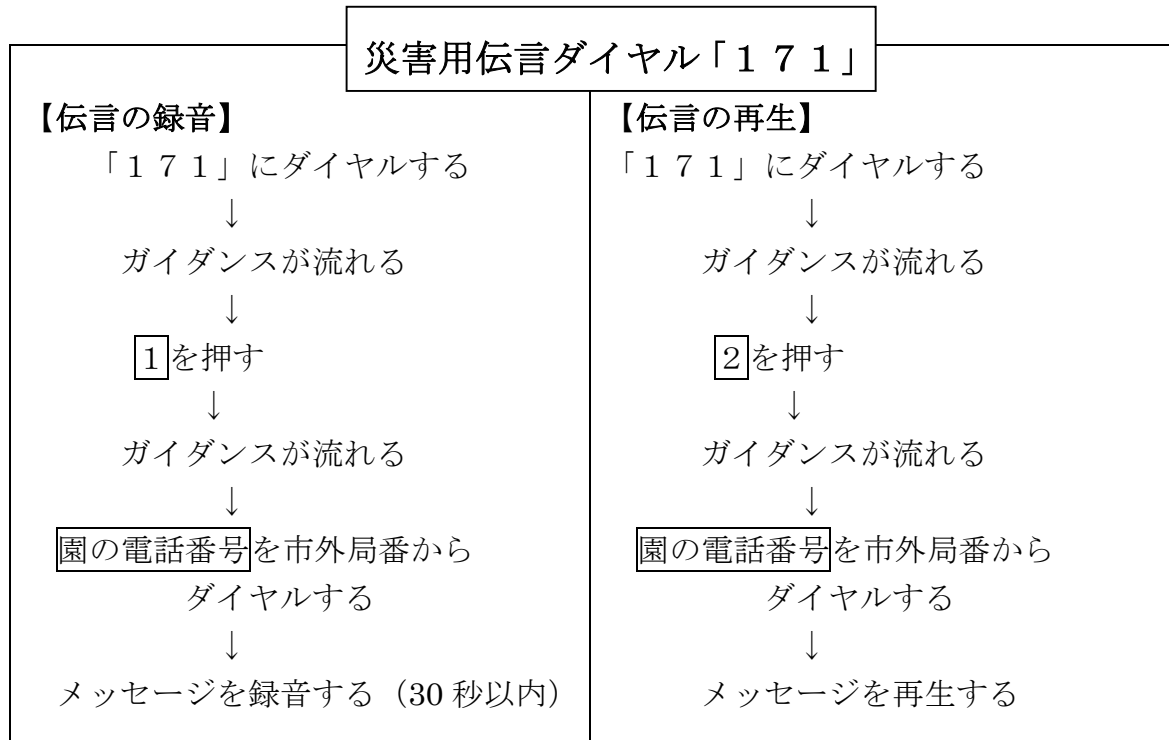 災害用伝言ダイヤル「１７１」
【伝言の録音】
「１７１」にダイヤルする
↓
ガイダンスが流れる
↓
１を押す
↓
ガイダンスが流れる
↓
園の電話番号を市外局番から
ダイヤルする
↓
メッセージを録音する（30 秒以内）
【伝言の再生】
「１７１」にダイヤルする
↓
ガイダンスが流れる
↓
２を押す
↓
ガイダンスが流れる
↓
園の電話番号を市外局番から
ダイヤルする
↓
メッセージを再生する